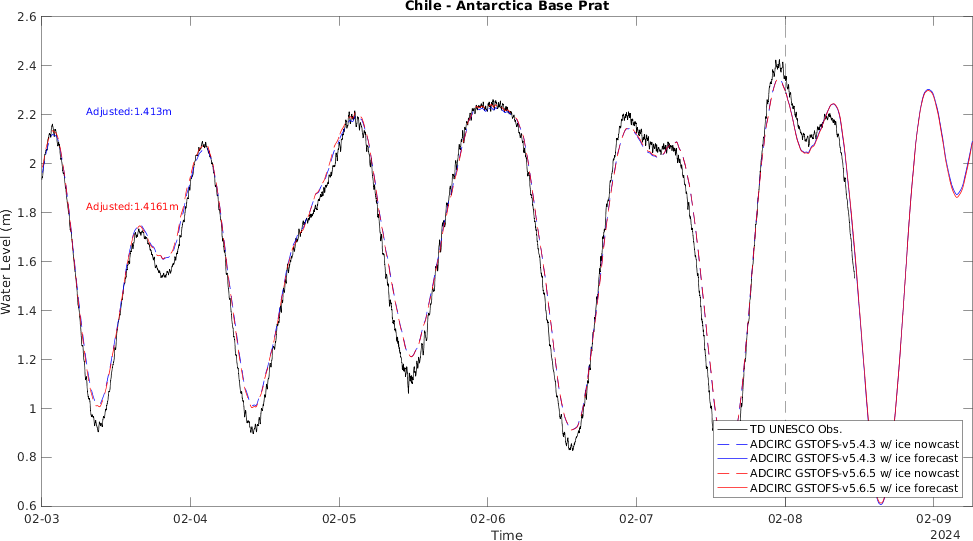 Chile - Antarctica Base Prat
2.6
2.4
2.2
2
1.8
1.6
1.4
1.2
1
0.8
0.6
Water Level (m)
Adjusted:1.413m
Adjusted:1.4161m
TD UNESCO Obs.
ADCIRC GSTOFS-v5.4.3 w/ ice nowcast
ADCIRC GSTOFS-v5.4.3 w/ ice forecast
ADCIRC GSTOFS-v5.6.5 w/ ice nowcast
ADCIRC GSTOFS-v5.6.5 w/ ice forecast
02-03 02-04 02-05 02-06 02-07 02-08 02-09
Time
2024